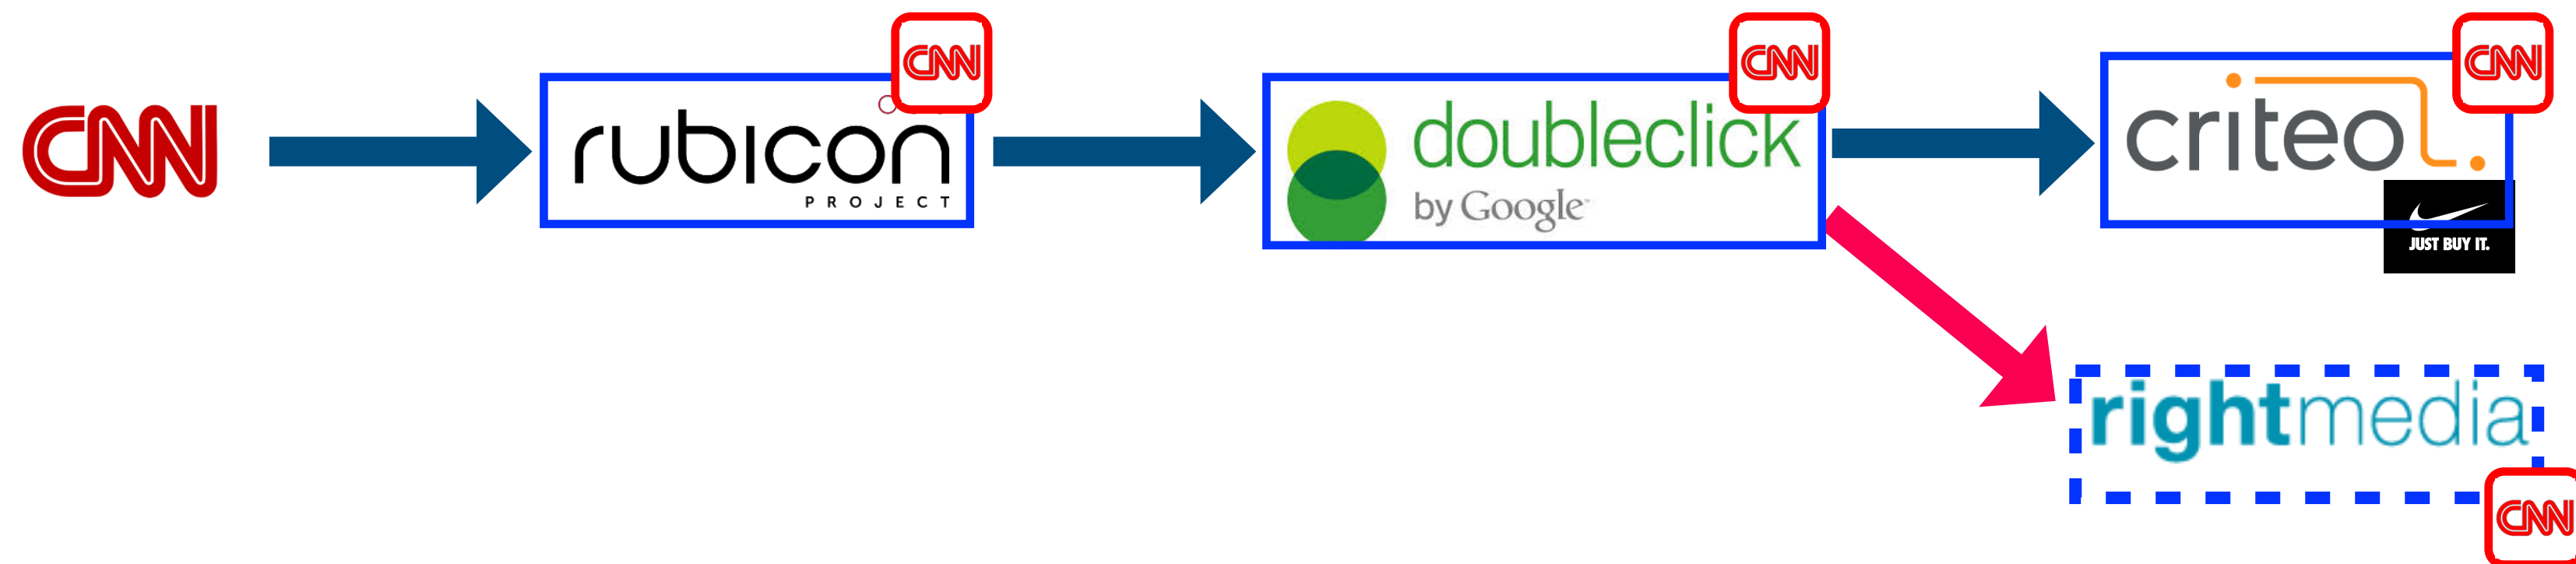 CNN
rubicon
PROJECT
CNN
doubleclick
by Google
CNN
criteo
CNN
JUST BUY IT.
rightmedia
CNN